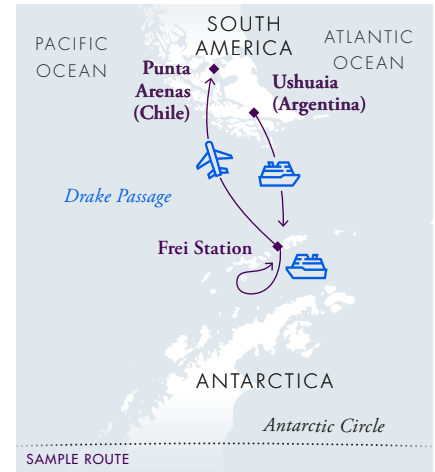 SOUTH
AMERICA
PACIFIC
OCEAN
ATLANTIC
OCEAN
Punta
Arenas
(Chile)
Ushuaia
(Argentina)
Drake Passage
Frei Station
ANTARCTICA
Antarctic Circle
SAMPLE ROUTE